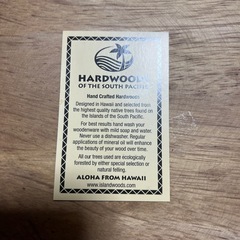 HARDWOODS
OF THE SOUTH PACIFIC
Hand Crafted Hardwoods
Designed in Hawaii and selected from
the highest quality native trees found on
the Islands of the South Pacific.
For best results hand wash your
woodenware with mild soap and water.
Never use a dishwasher. Regular
applications of mineral oil will enhance
the beauty of your wood over time.
All our trees used are ecologically
forested by either special selection or
natural felling.
ALOHA FROM HAWAII
www.islandwoods.com